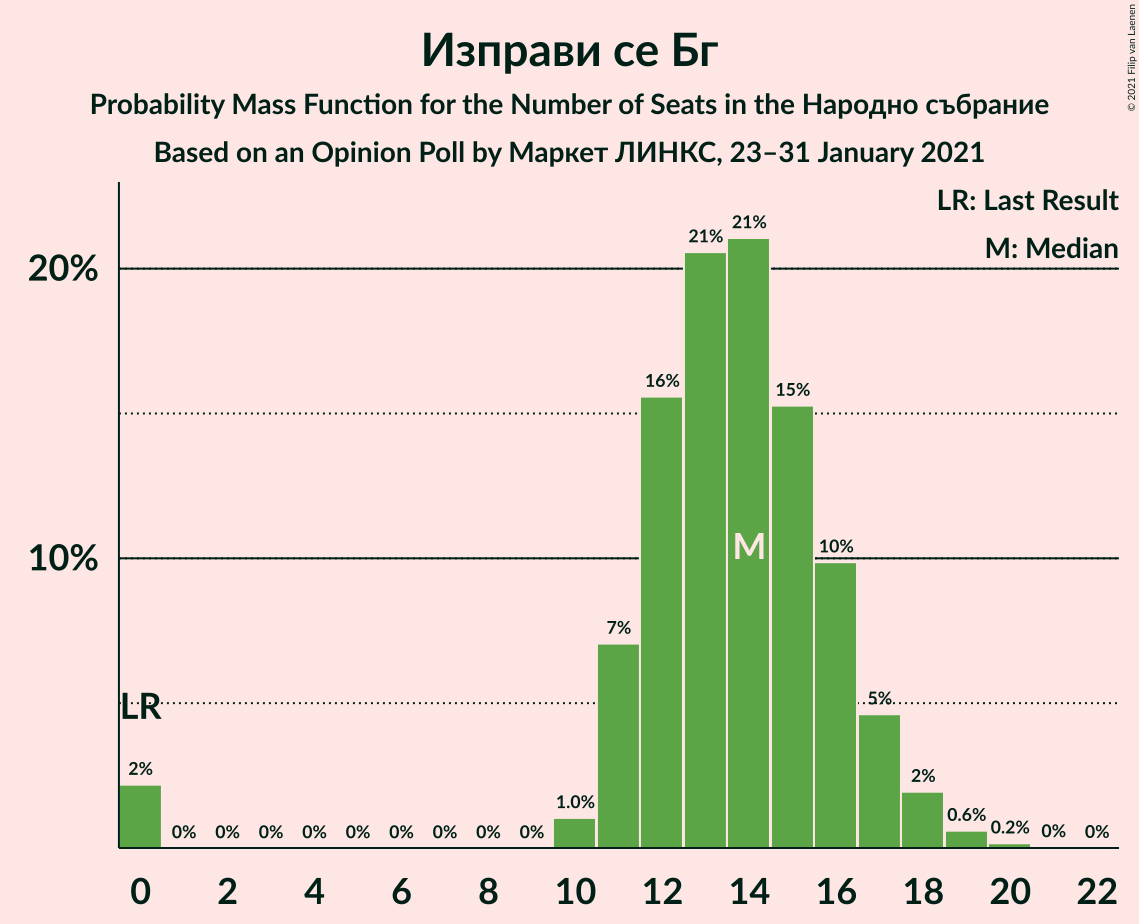 Изправи се Бг
Probability Mass Function for the Number of Seats in the Народно събрание
Based on an Opinion Poll by Маркет ЛИНКС, 23–31 January 2021
© 2021 Filip van Laenen
LR: Last Result
M: Median
20%
10%
21%
21%
16%
15%
10%
7%
5%
2%
2%
1.0%
0.6%
0.2%
0% 0% 0% 0% 0% 0% 0% 0% 0% 0% 0%
M
LR
0 2 4 6 8 10 12 14 16 18 20 22